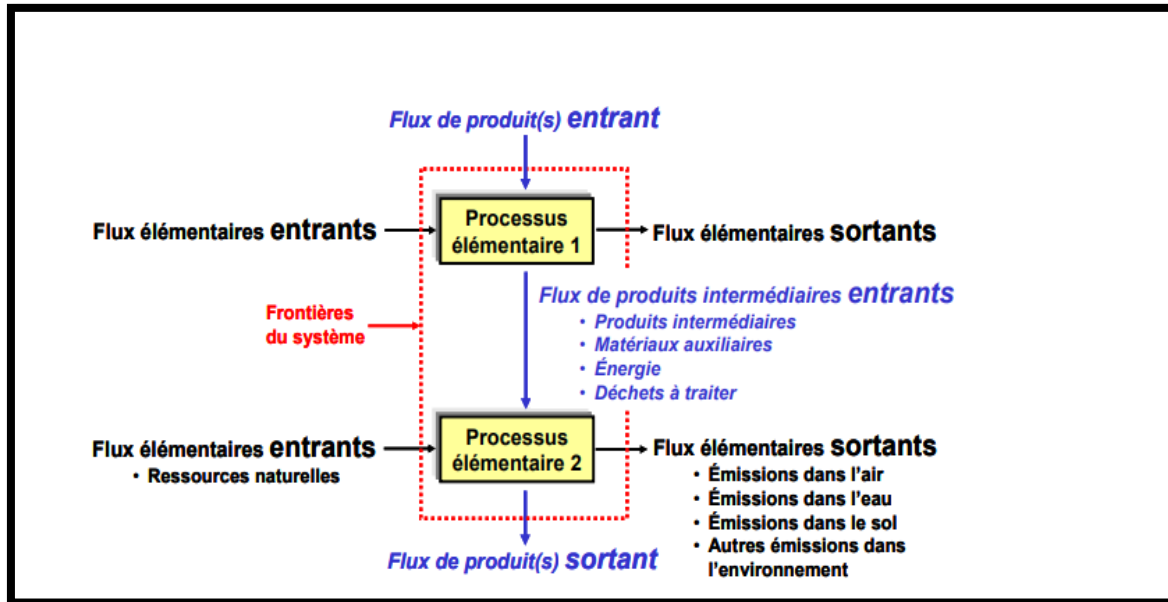 Flux de produit(s) entrant
Processus
élémentaire 1
Flux élémentaires entrants
Flux élémentaires sortants
Flux de produits intermédiaires entrants
• Produits intermédiaires
• Matériaux auxiliaires
• Énergie
• Déchets à traiter
Frontières
du système
Processus
élémentaire 2
Flux élémentaires entrants
• Ressources naturelles
Flux élémentaires sortants
• Émissions dans l'air
• Émissions dans l'eau
• Émissions dans le sol
• Autres émissions dans
l'environnement
Flux de produit(s) sortant